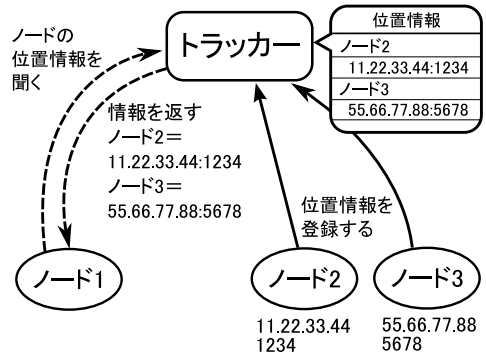 ノードの
位置情報を
聞く
トラッカー
位置情報
ノード2
11.22.33.44:1234
ノード3
55.66.77.88:5678
情報を返す
ノード2＝
11.22.33.44:1234
ノード3＝
55.66.77.88:5678
位置情報を
登録する
ノード1
ノード2
ノード3
11.22.33.44
1234
55.66.77.88
5678